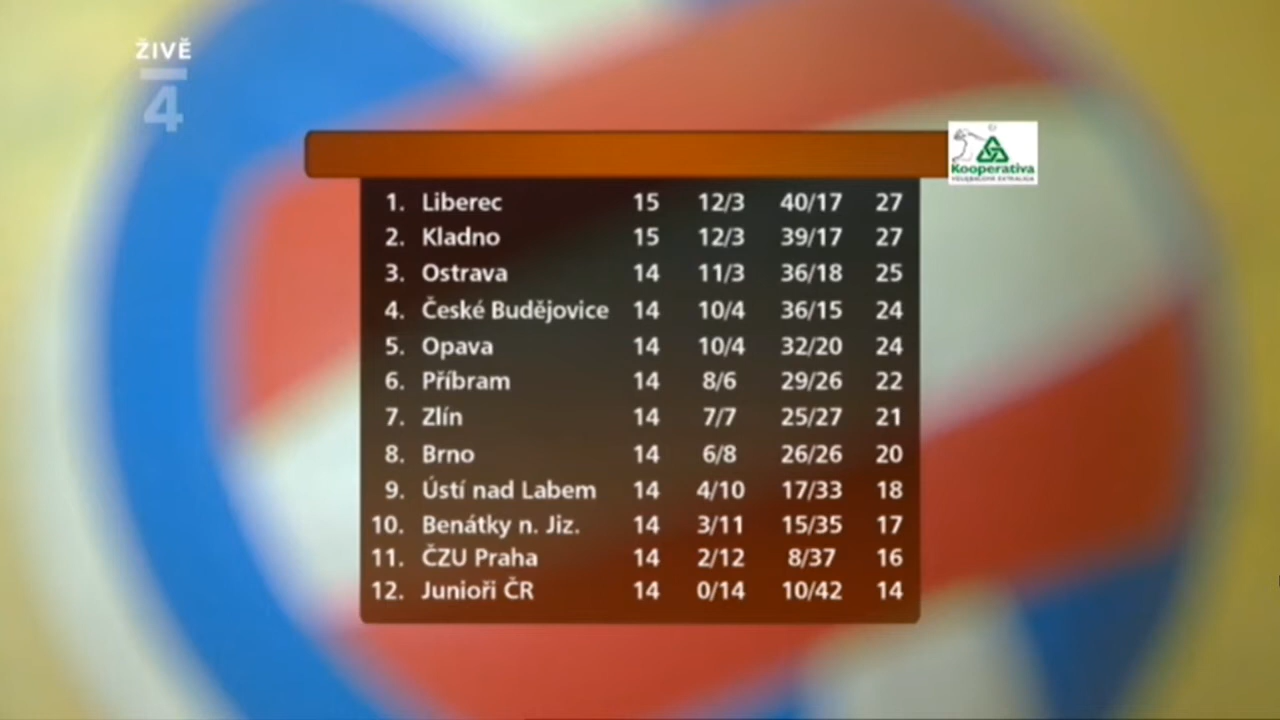 ŽIVĚ
4
Kooperativa
VOLEJBALOVÁ EXTRALIGA
1. Liberec 15 12/3 40/17 27
2. Kladno 15 12/3 39/17 27
3. Ostrava 14 11/3 36/18 25
4. České Budějovice 14 10/4 36/15 24
5. Opava 14 10/4 32/20 24
6. Příbram 14 8/6 29/26 22
7. Zlín 14 7/7 25/27 21
8. Brno 14 6/8 26/26 20
9. Ústí nad Labem 14 4/10 17/33 18
10. Benátky n. Jiz. 14 3/11 15/35 17
11. ČZU Praha 14 2/12 8/37 16
12. Junioři ČR 14 0/14 10/42 14